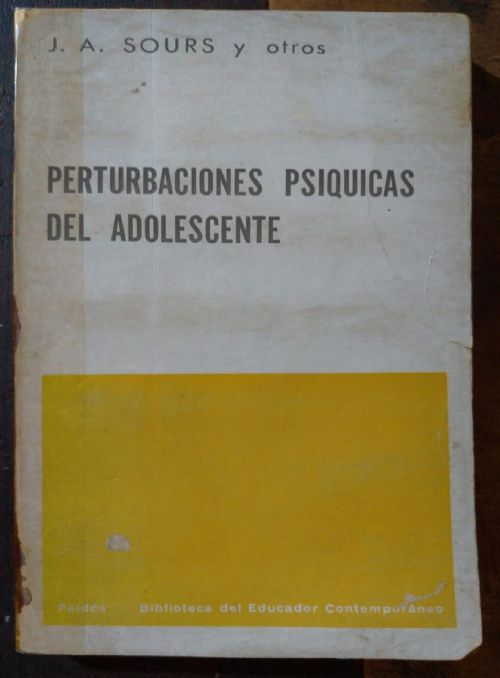 J. A. SOURS y otros
PERTURBACIONES PSIQUICAS
DEL ADOLESCENTE
Paidós Biblioteca del Educador Contemporáneo